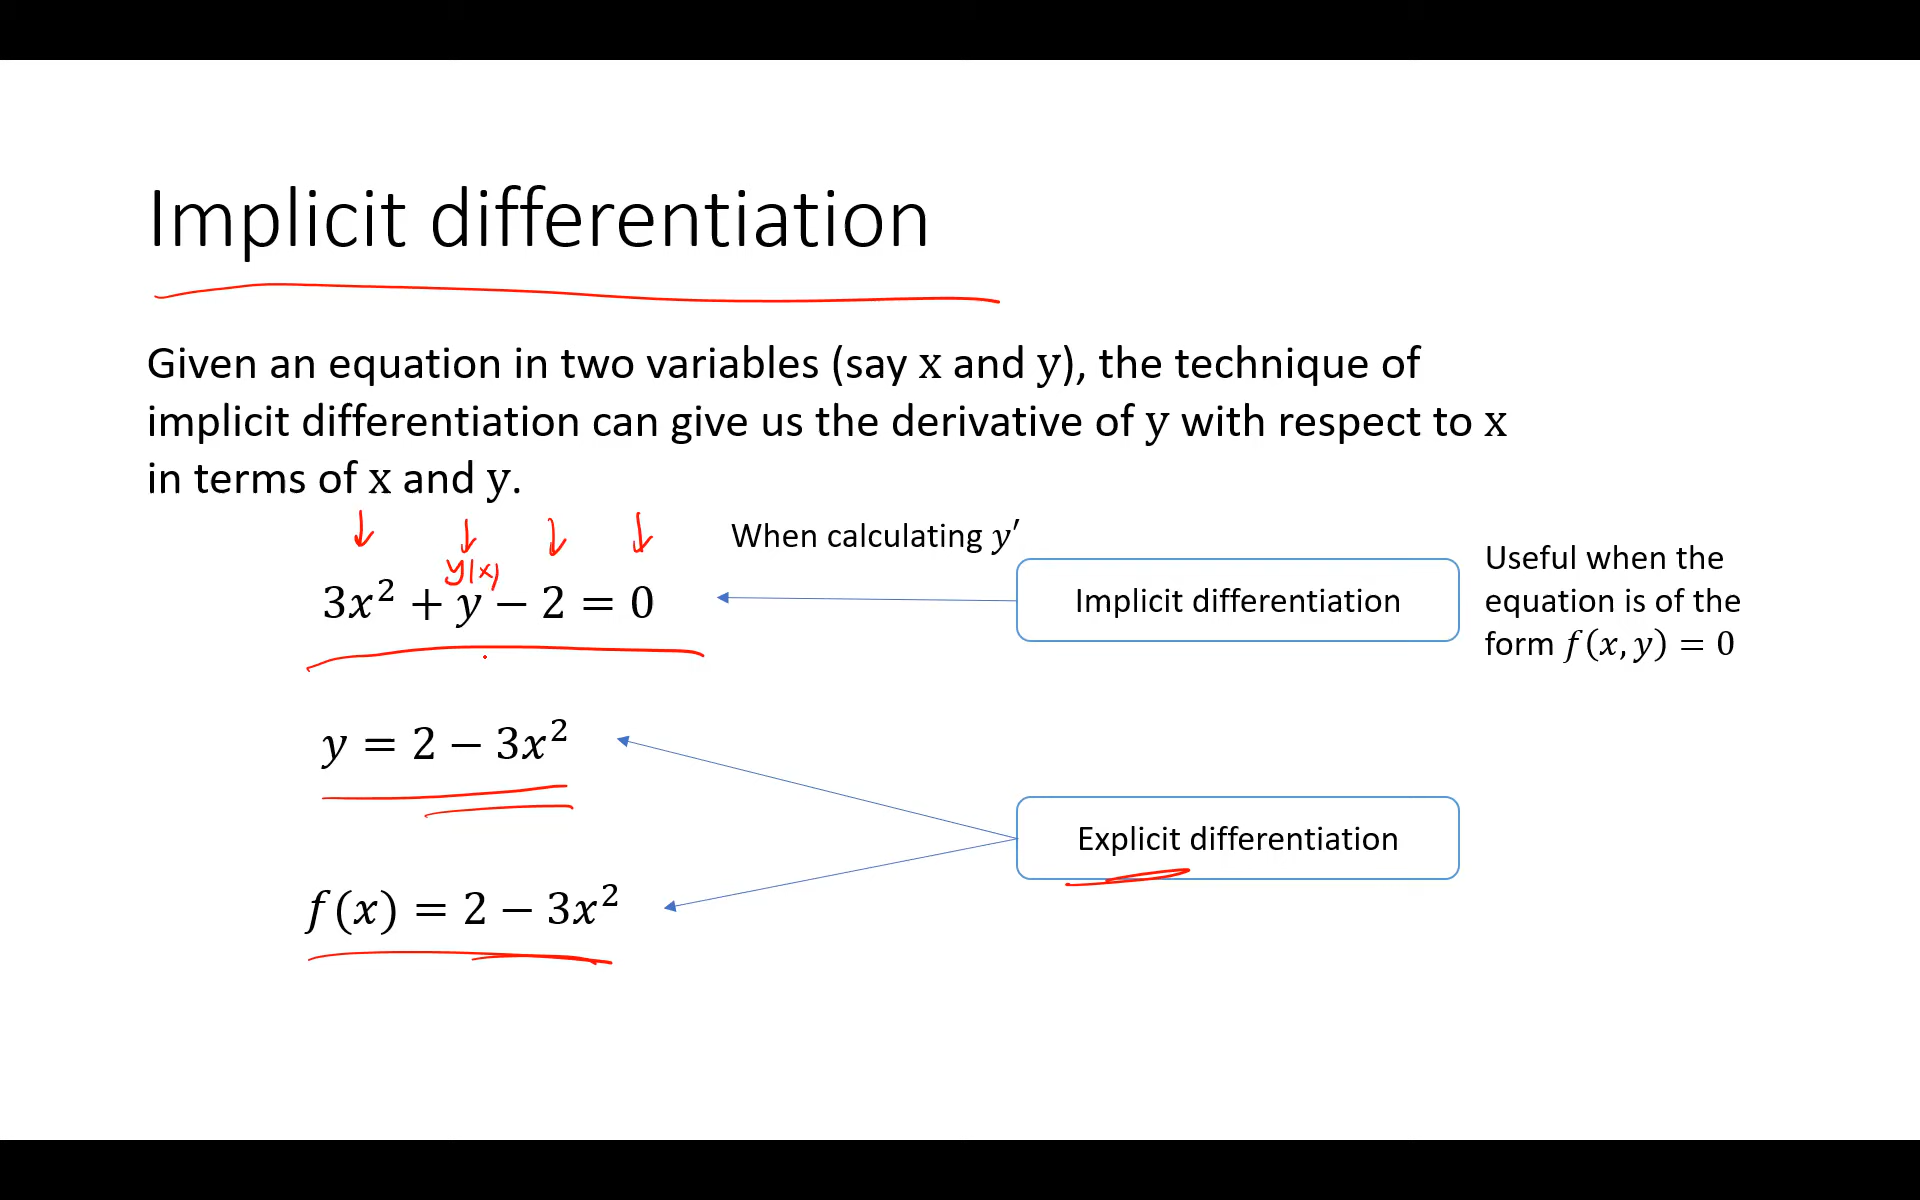 Implicit differentiation
Given an equation in two variables (say x and y), the technique of
implicit differentiation can give us the derivative of y with respect to x
in terms of x and y.
When calculating y′
y(x)
3x² + y − 2 = 0
Implicit differentiation
Useful when the
equation is of the
form f(x, y) = 0
y = 2 − 3x²
Explicit differentiation
f(x) = 2 − 3x²